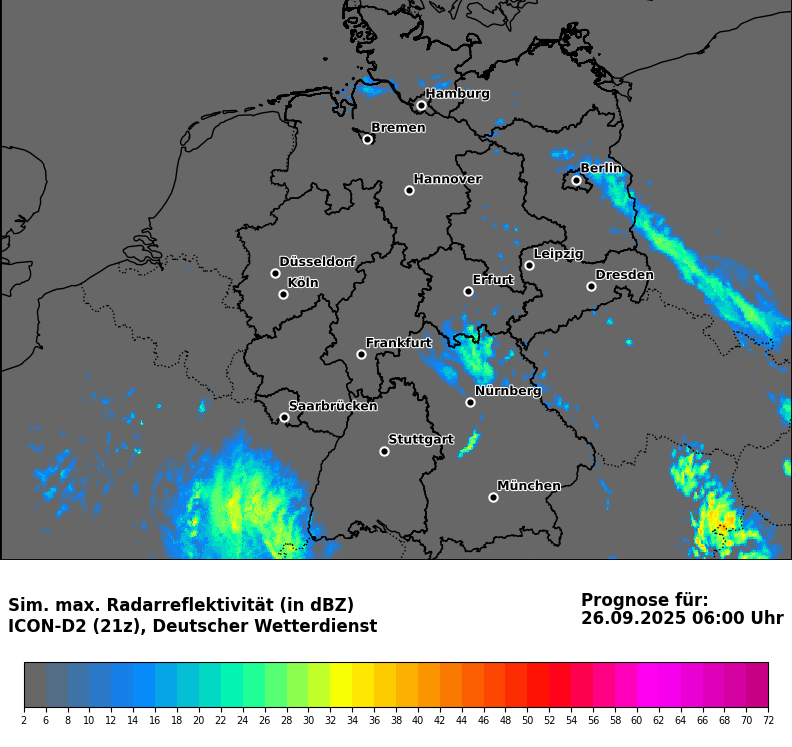 Hamburg
Bremen
Berlin
Hannover
Düsseldorf
Leipzig
Köln
Erfurt
Dresden
Frankfurt
Nürnberg
Saarbrücken
Stuttgart
München
Sim. max. Radarreflektivität (in dBZ)
ICON-D2 (21z), Deutscher Wetterdienst
Prognose für:
26.09.2025 06:00 Uhr
2 6 8 10 12 14 16 18 20 22 24 26 28 30 32 34 36 38 40 42 44 46 48 50 52 54 56 58 60 62 64 66 68 70 72